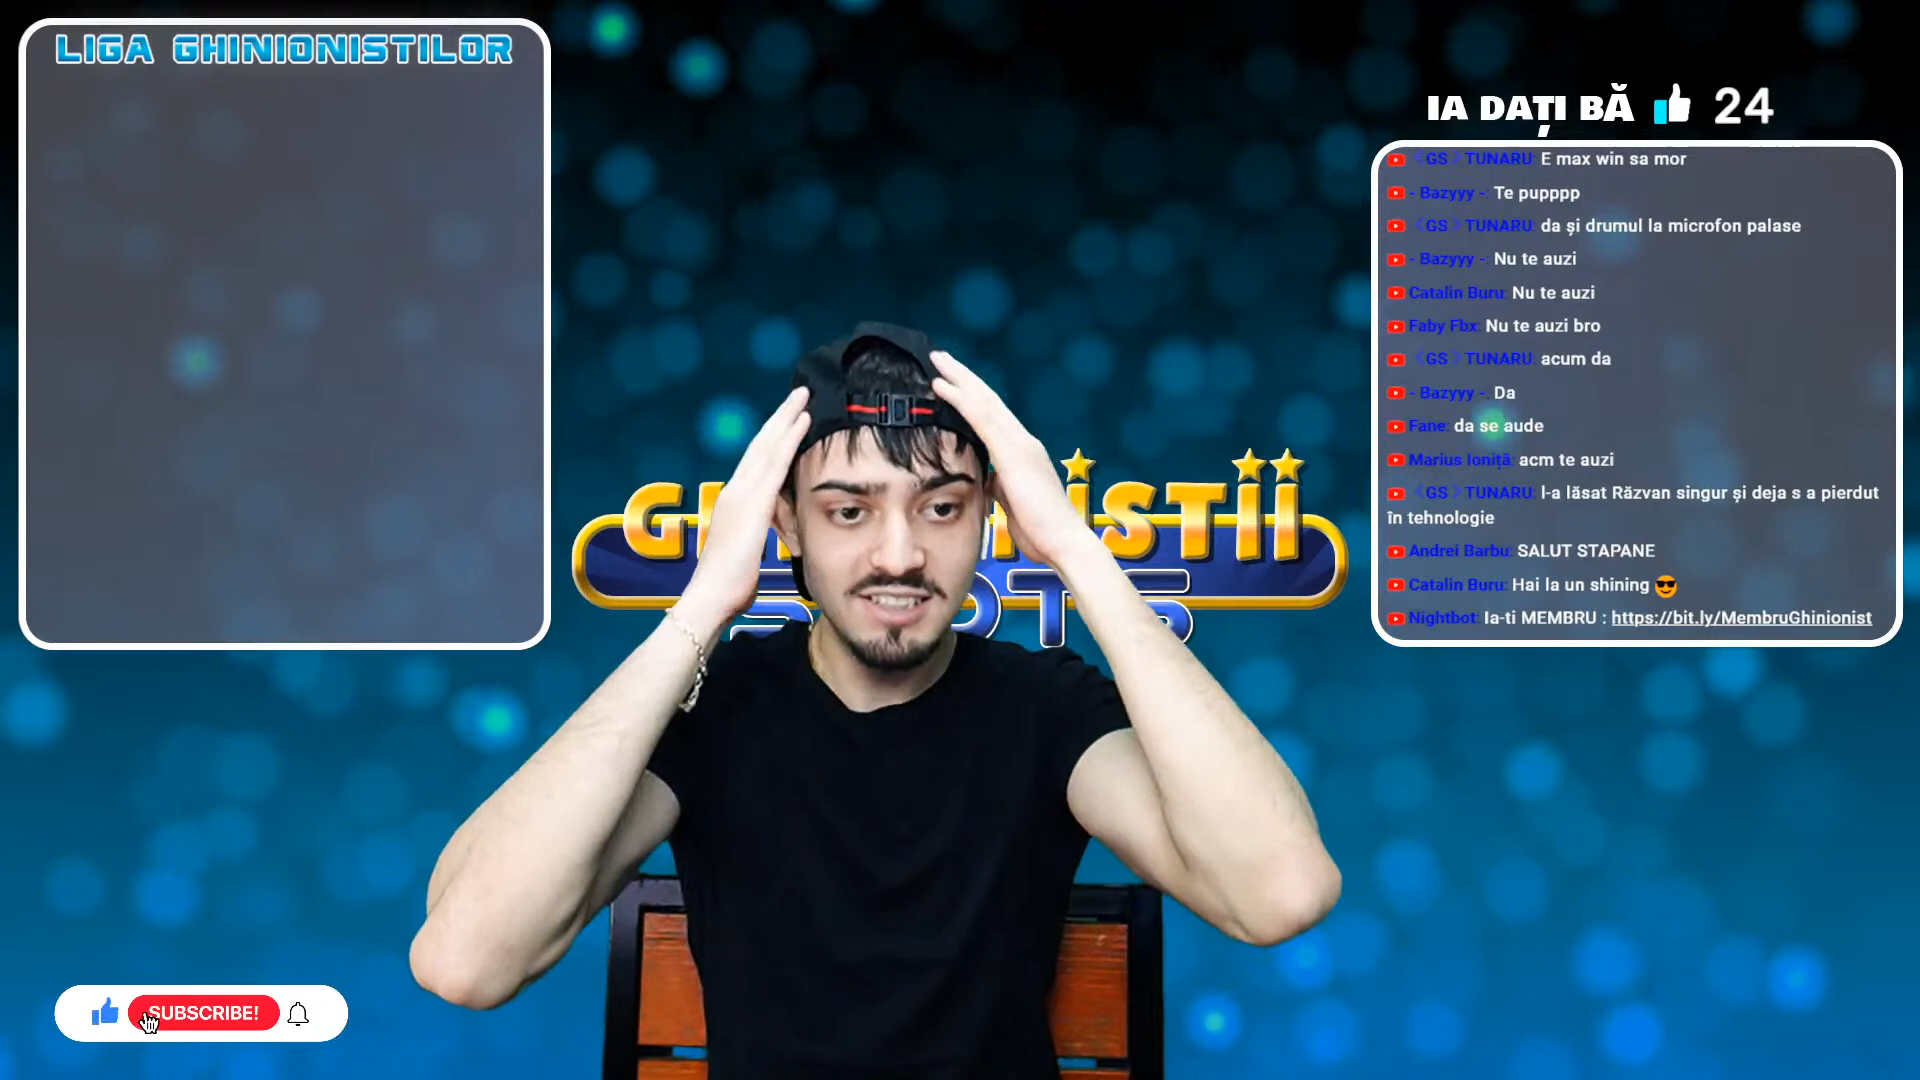 LIGA GHINIONISTILOR
IA DAȚI BĂ 24
GS TUNARU: E max win sa mor
- Bazyyy -: Te pupppp
GS TUNARU: da și drumul la microfon palase
- Bazyyy -: Nu te auzi
Catalin Buru: Nu te auzi
Faby Fbx: Nu te auzi bro
GS TUNARU: acum da
- Bazyyy -: Da
Fane: da se aude
Marius Ioniță: acm te auzi
GS TUNARU: l-a lăsat Răzvan singur și deja s a pierdut
în tehnologie
Andrei Barbu: SALUT STAPANE
Catalin Buru: Hai la un shining 😎
Nightbot: Ia-ti MEMBRU : https://bit.ly/MembruGhinionist
SUBSCRIBE!